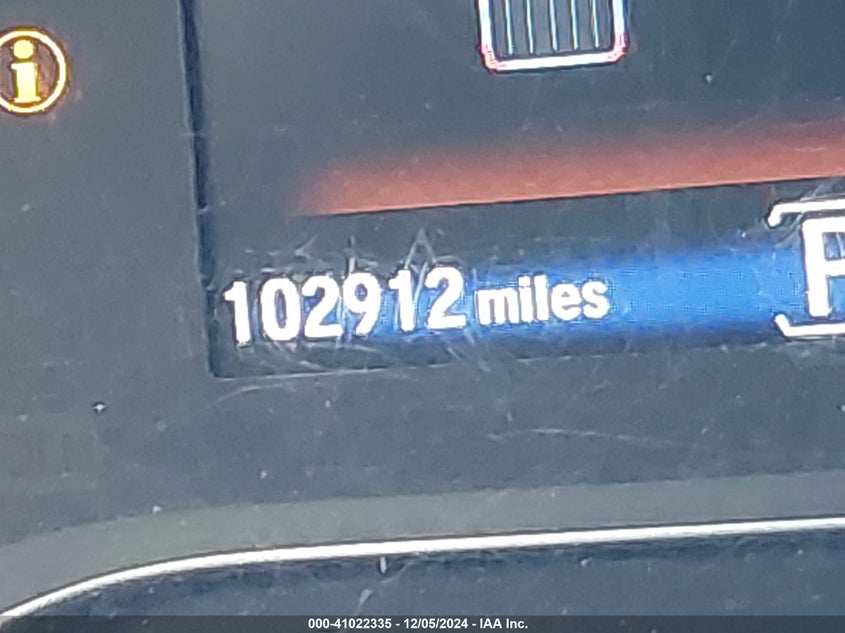 i
102912 miles
P
000-41022335 - 12/05/2024 - IAA Inc.